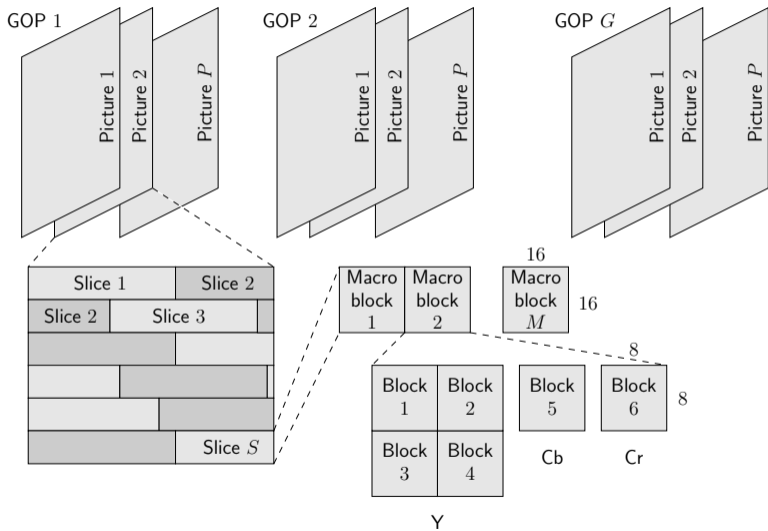 GOP 1
GOP 2
GOP G
Picture 1
Picture 2
Picture P
Picture 1
Picture 2
Picture P
Picture 1
Picture 2
Picture P
Slice 1
Slice 2
Slice 2
Slice 3
Slice S
Macro
block
1
Macro
block
2
16
Macro
block
M
16
8
Block
1
Block
2
Block
3
Block
4
Y
Block
5
Cb
Block
6
8
Cr